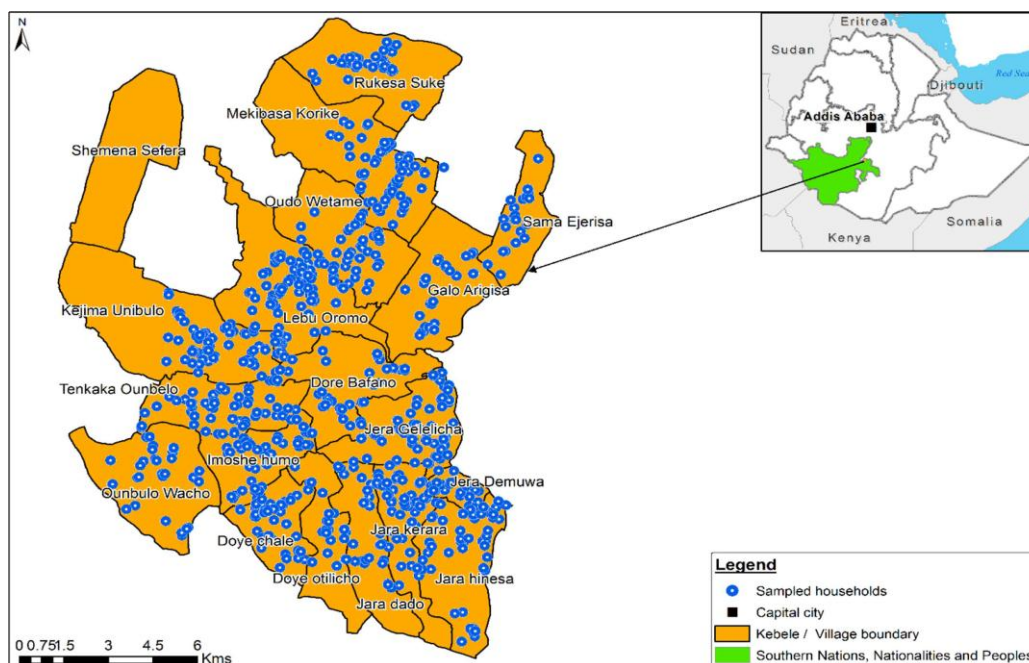 N
Rukesa Suke
Mekibasa Korike
Shemena Sefera
Oudo Wetame
Sama Ejerisa
Galo Arigisa
Kejima Unibulo
Lebu Oromo
Dore Bafano
Tenkaka Ounbelo
Jera Gelelicha
Imoshe humo
Jera Demuwa
Ounbulo Wacho
Jara kerara
Doye chale
Doye otilicho
Jara hinesa
Jara dado
0 0.75 1.5 3 4.5 6
Kms
Eritrea
Sudan
Red Sea
Djibouti
Addis Ababa
Somalia
Kenya
Legend
Sampled households
Capital city
Kebele / Village boundary
Southern Nations, Nationalities and Peoples